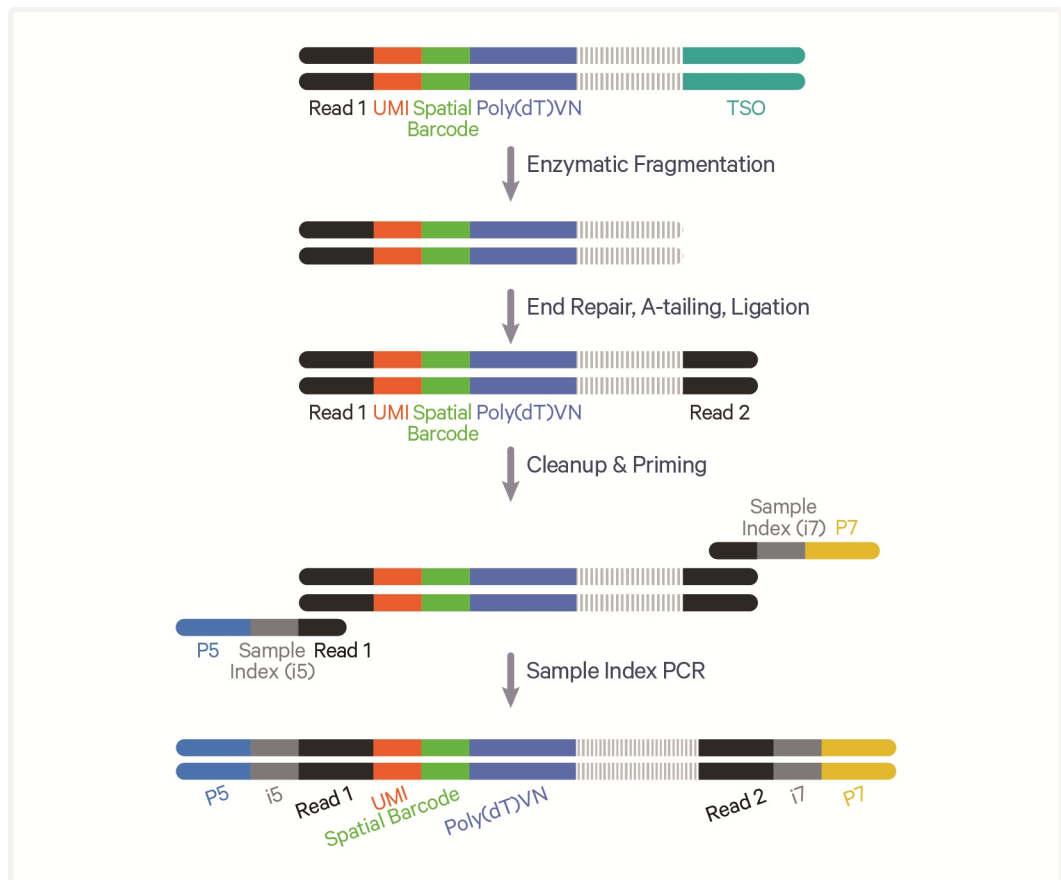 Read 1 UMI Spatial Poly(dT)VN TSO
Barcode
Enzymatic Fragmentation
End Repair, A-tailing, Ligation
Read 1 UMI Spatial Poly(dT)VN Read 2
Barcode
Cleanup & Priming
Sample
Index (i7) P7
P5 Sample Read 1
Index (i5)
Sample Index PCR
P5 i5 Read 1 UMI Poly(dT)VN Read 2 i7 P7
Spatial Barcode